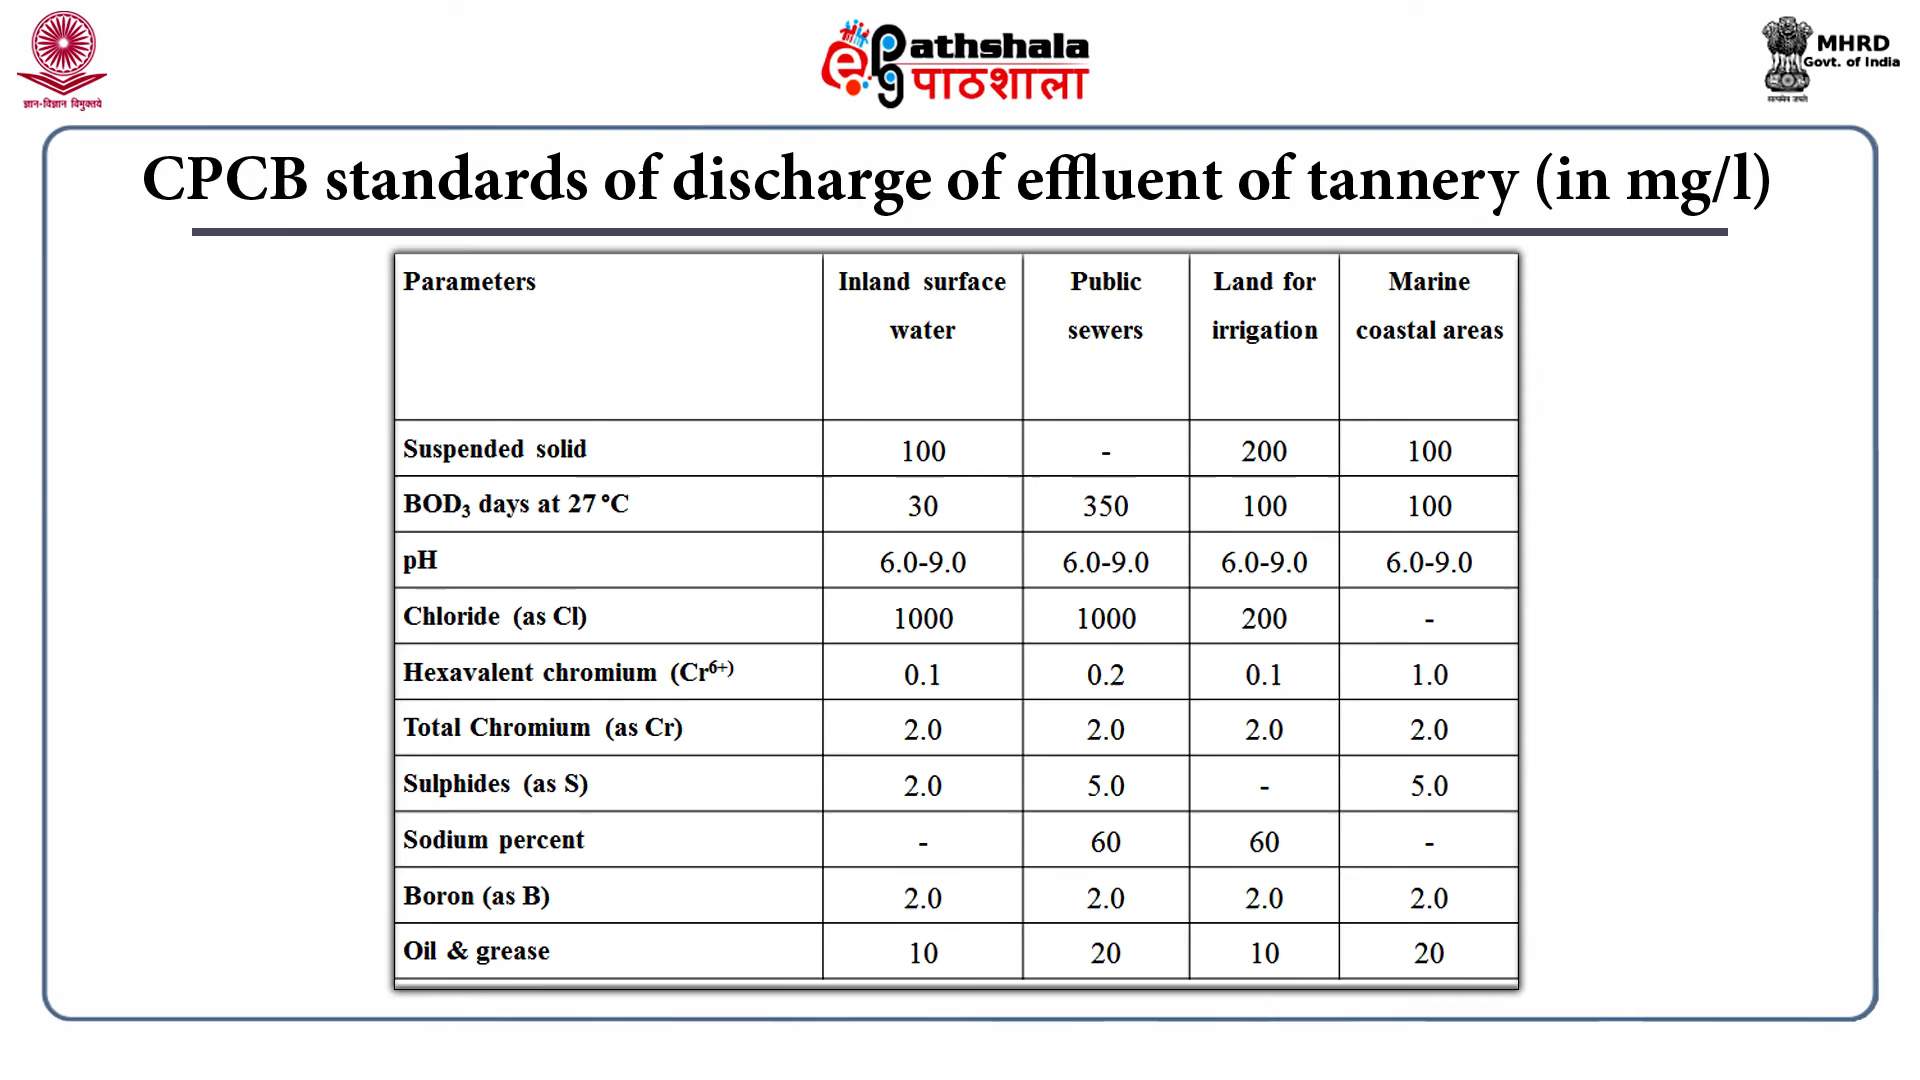 ज्ञान-विज्ञान विमुक्तये
ePg Pathshala
पाठशाला
सत्यमेव जयते
MHRD
Govt. of India
CPCB standards of discharge of effluent of tannery (in mg/l)
Parameters Inland surface water Public sewers Land for irrigation Marine coastal areas
Suspended solid 100 - 200 100
BOD₃ days at 27 °C 30 350 100 100
pH 6.0-9.0 6.0-9.0 6.0-9.0 6.0-9.0
Chloride (as Cl) 1000 1000 200 -
Hexavalent chromium (Cr⁶⁺⁾ 0.1 0.2 0.1 1.0
Total Chromium (as Cr) 2.0 2.0 2.0 2.0
Sulphides (as S) 2.0 5.0 - 5.0
Sodium percent - 60 60 -
Boron (as B) 2.0 2.0 2.0 2.0
Oil & grease 10 20 10 20